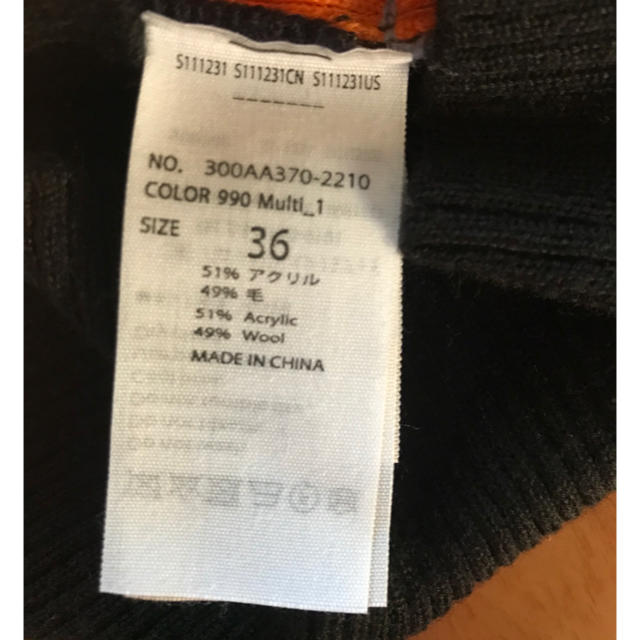 S111231 S111231CN S111231US
-------
NO. 300AA370-2210
COLOR 990 Multi_1
SIZE 36
51% アクリル
49% 毛
51% Acrylic
49% Wool
MADE IN CHINA